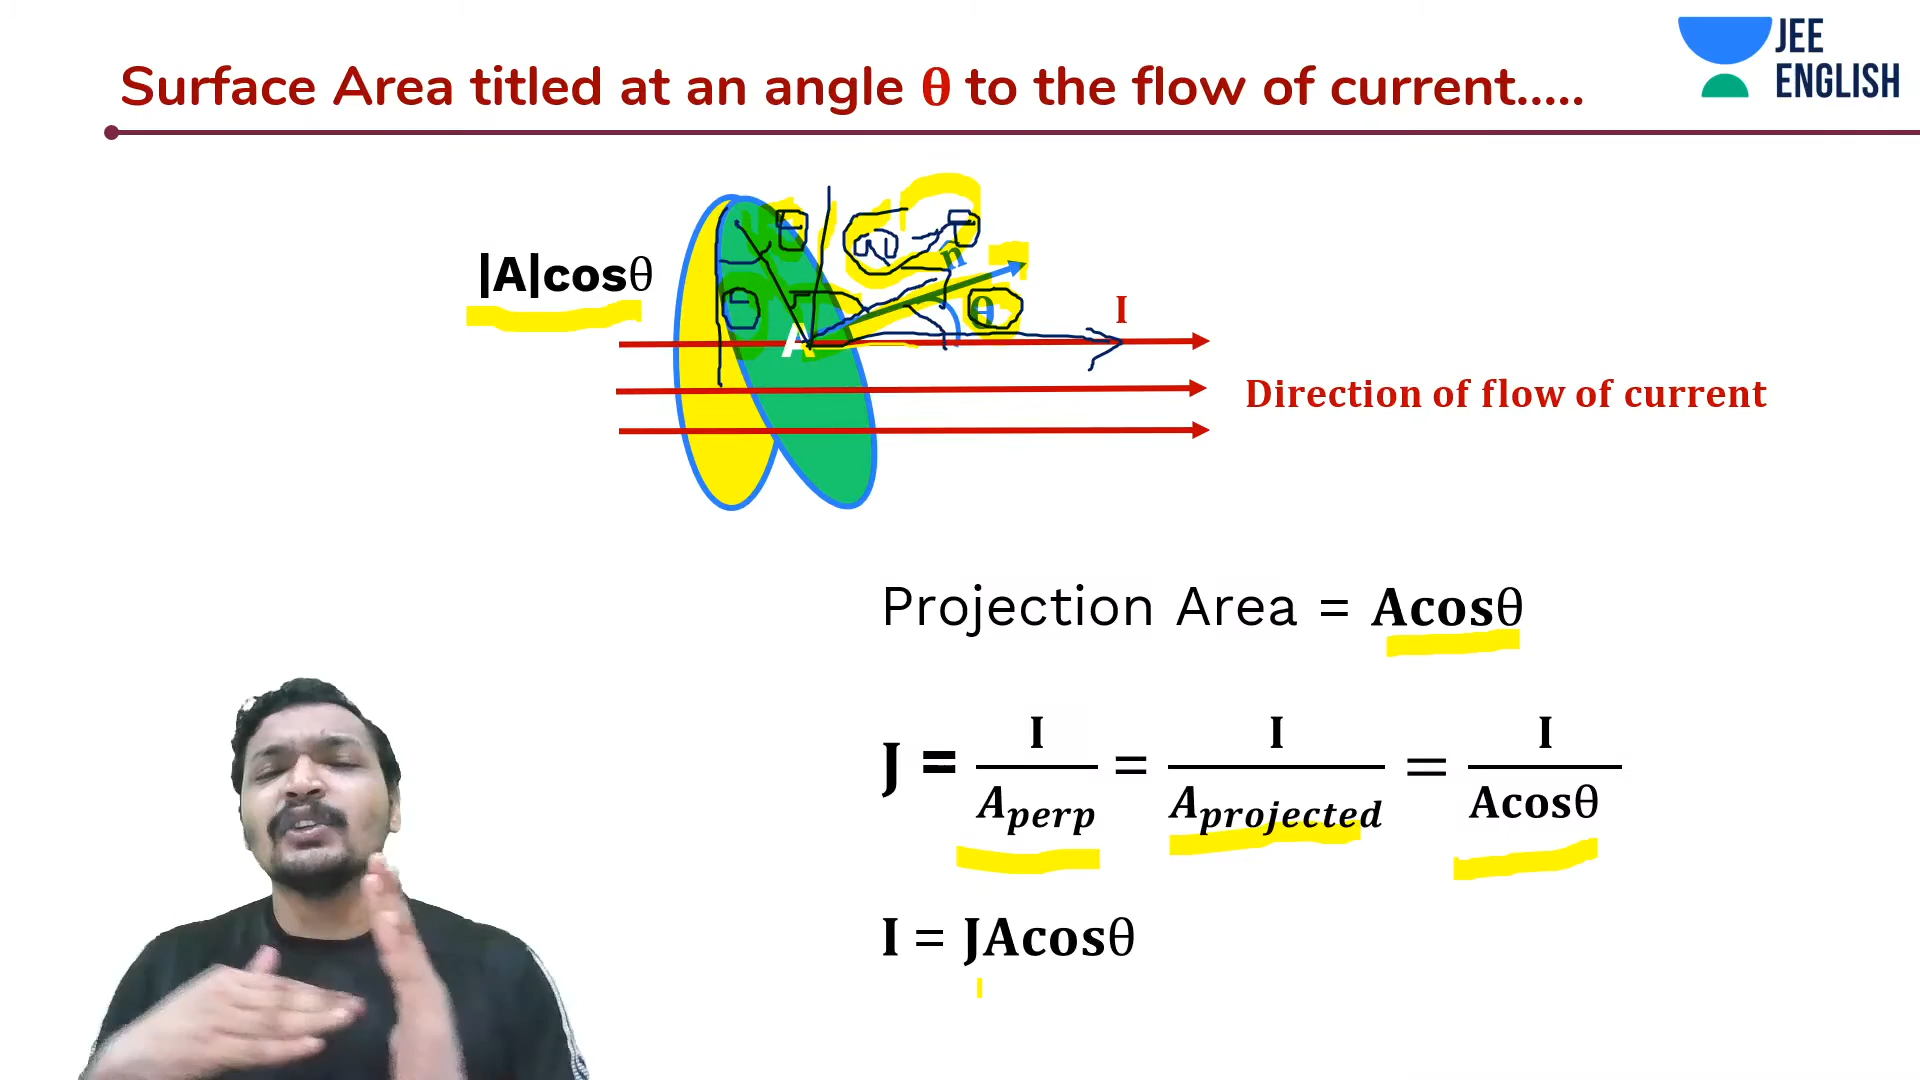 JEE
ENGLISH
Surface Area titled at an angle θ to the flow of current.....
|A|cosθ
n
θ
I
A
Direction of flow of current
Projection Area = Acosθ
J = I/A_perp = I/A_projected = I/Acosθ
I = JAcosθ